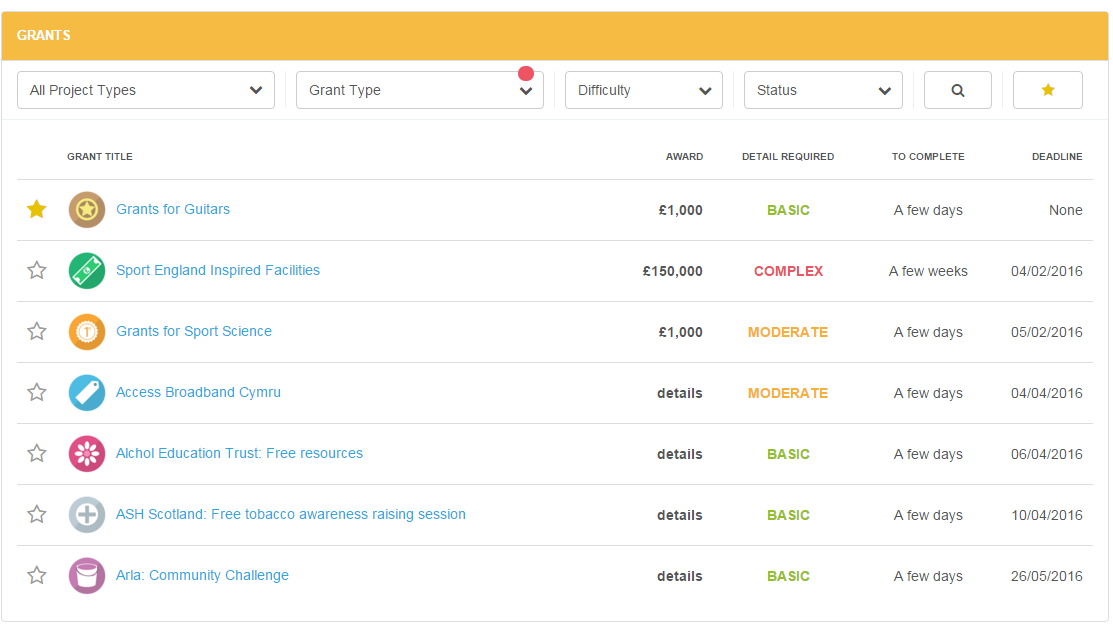 GRANTS
All Project Types Grant Type Difficulty Status
GRANT TITLE AWARD DETAIL REQUIRED TO COMPLETE DEADLINE
Grants for Guitars £1,000 BASIC A few days None
Sport England Inspired Facilities £150,000 COMPLEX A few weeks 04/02/2016
Grants for Sport Science £1,000 MODERATE A few days 05/02/2016
Access Broadband Cymru details MODERATE A few days 04/04/2016
Alchol Education Trust: Free resources details BASIC A few days 06/04/2016
ASH Scotland: Free tobacco awareness raising session details BASIC A few days 10/04/2016
Arla: Community Challenge details BASIC A few days 26/05/2016